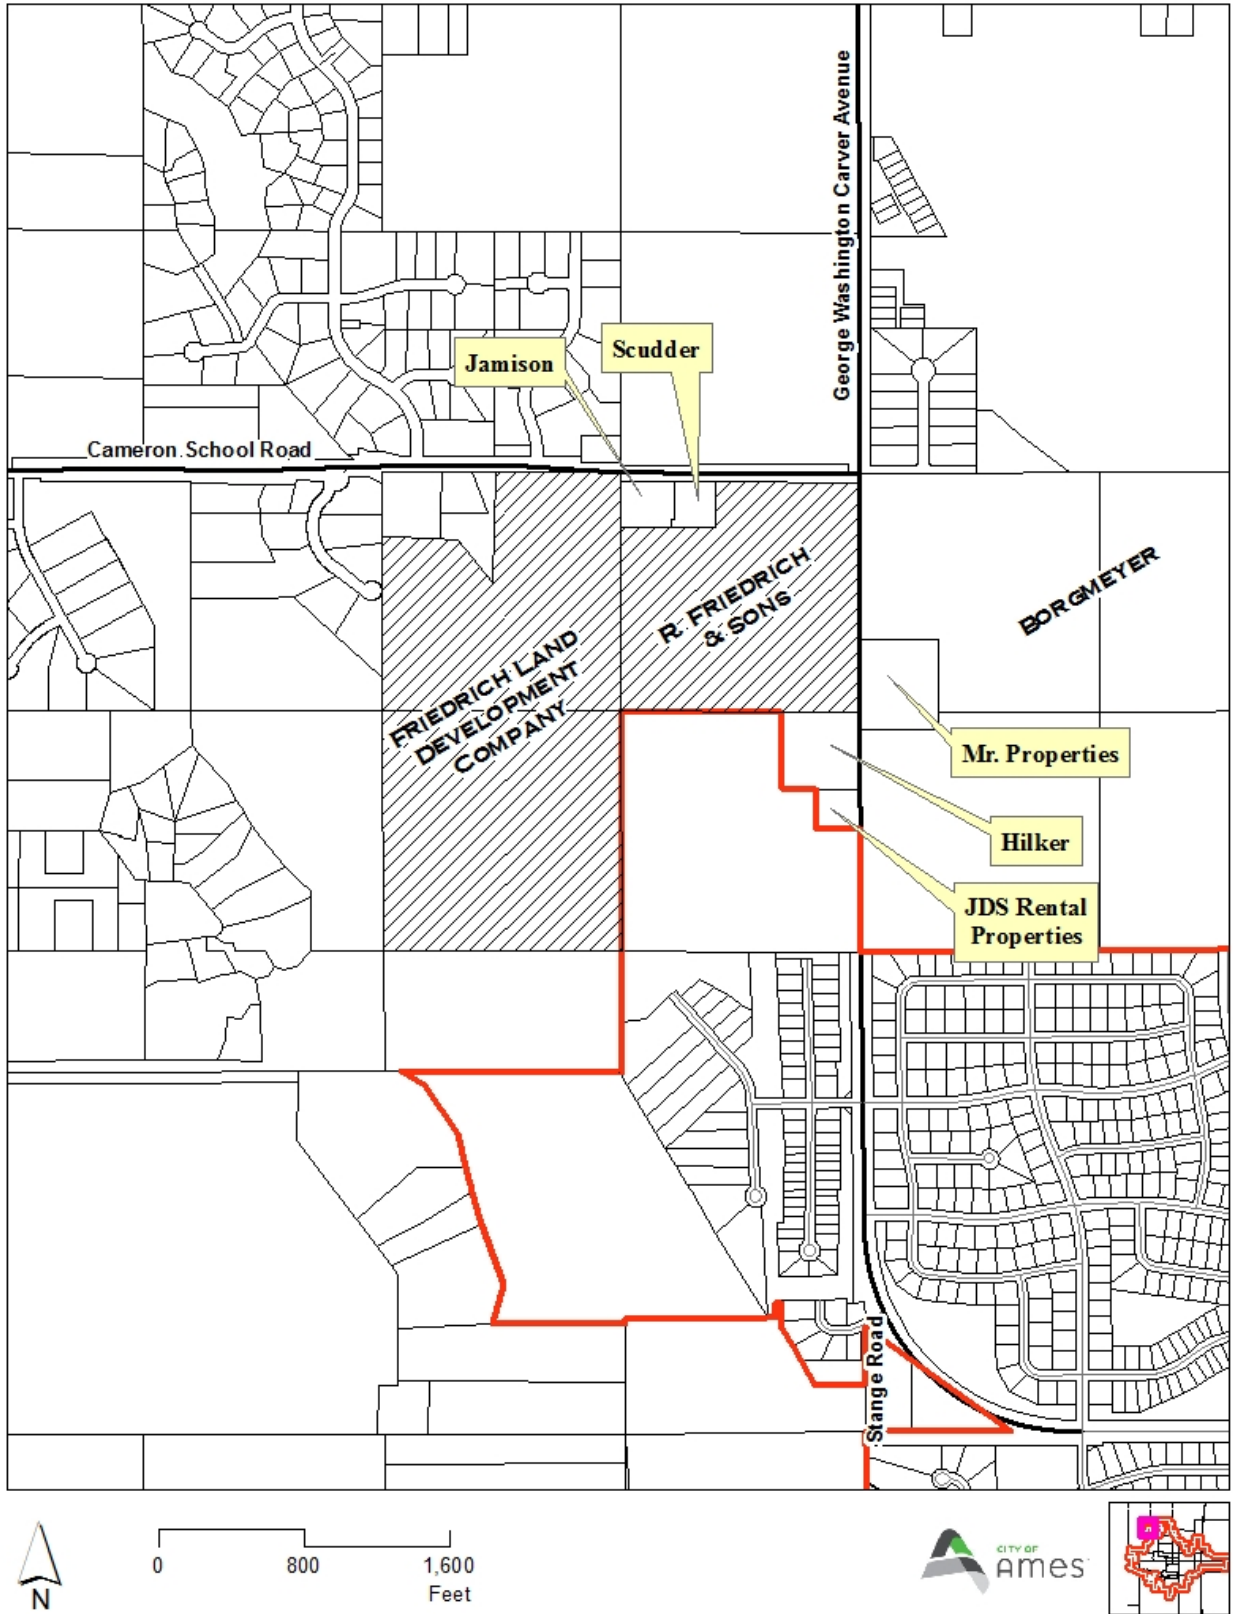 George Washington Carver Avenue
Scudder
Jamison
Cameron School Road
R. FRIEDRICH
& SONS
BORGMEYER
FRIEDRICH LAND
DEVELOPMENT
COMPANY
Mr. Properties
Hilker
JDS Rental
Properties
Stange Road
N
0 800 1,600
Feet
CITY OF
AMES